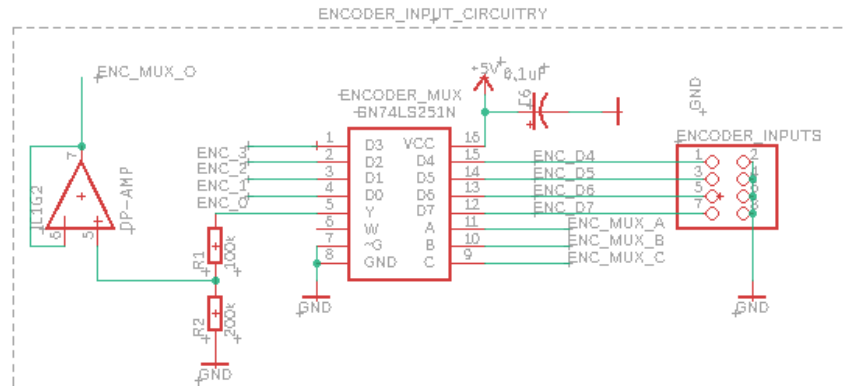 ENCODER_INPUT_CIRCUITRY
ENC_MUX_O
+5V
0.1uF
C6
GND
ENCODER_MUX
SN74LS251N
ENCODER_INPUTS
ENC_3
ENC_2
ENC_1
ENC_0
1 D3 VCC 16
2 D2 D4 15
3 D1 D5 14
4 D0 D6 13
5 Y D7 12
6 W A 11
7 ~G B 10
8 GND C 9
ENC_D4
ENC_D5
ENC_D6
ENC_D7
ENC_MUX_A
ENC_MUX_B
ENC_MUX_C
1 2
3 4
5 6
7 8
7
6
5
OP-AMP
R1
100k
R2
200k
GND
GND
GND